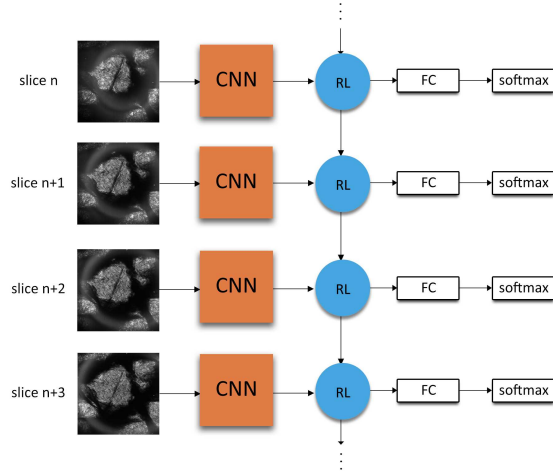 slice n CNN RL FC softmax
slice n+1 CNN RL FC softmax
slice n+2 CNN RL FC softmax
slice n+3 CNN RL FC softmax